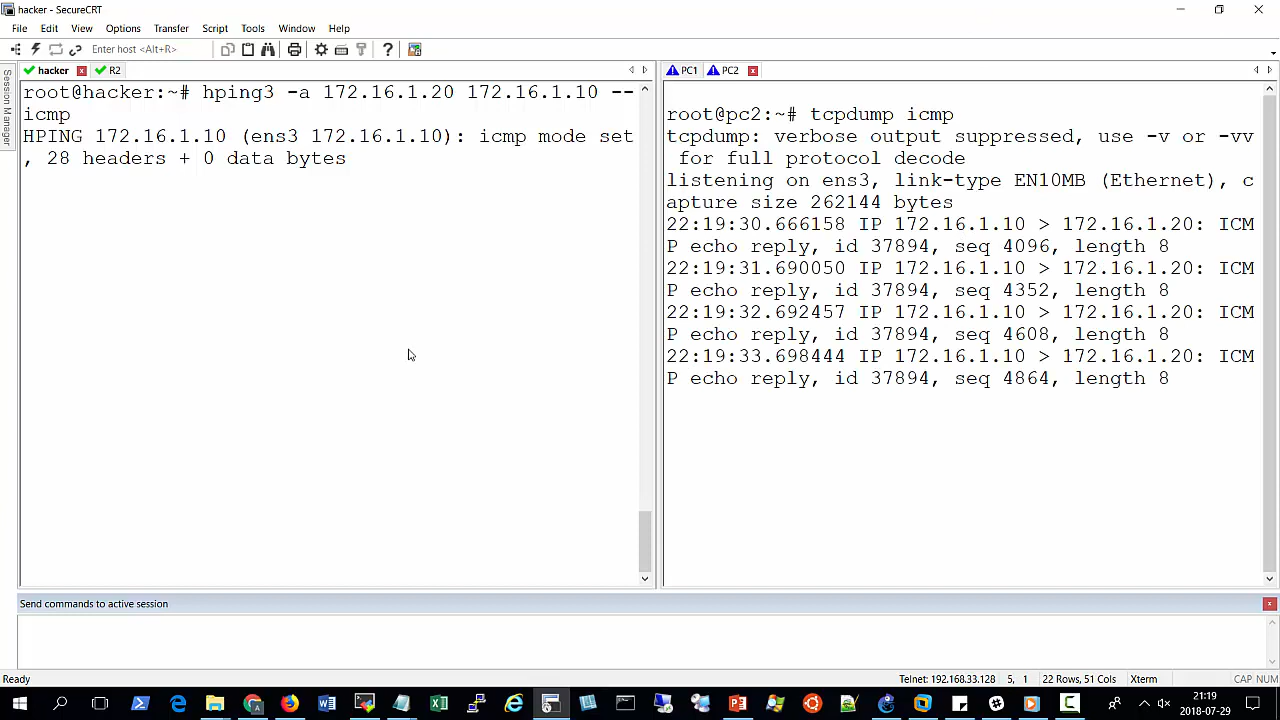 hacker - SecureCRT
File Edit View Options Transfer Script Tools Window Help
Enter host <Alt+R>
Session Manager
hacker R2
root@hacker:~# hping3 -a 172.16.1.20 172.16.1.10 --
icmp
HPING 172.16.1.10 (ens3 172.16.1.10): icmp mode set
, 28 headers + 0 data bytes
PC1 PC2
root@pc2:~# tcpdump icmp
tcpdump: verbose output suppressed, use -v or -vv
for full protocol decode
listening on ens3, link-type EN10MB (Ethernet), c
apture size 262144 bytes
22:19:30.666158 IP 172.16.1.10 > 172.16.1.20: ICM
P echo reply, id 37894, seq 4096, length 8
22:19:31.690050 IP 172.16.1.10 > 172.16.1.20: ICM
P echo reply, id 37894, seq 4352, length 8
22:19:32.692457 IP 172.16.1.10 > 172.16.1.20: ICM
P echo reply, id 37894, seq 4608, length 8
22:19:33.698444 IP 172.16.1.10 > 172.16.1.20: ICM
P echo reply, id 37894, seq 4864, length 8
Send commands to active session
Ready
Telnet: 192.168.33.128 5, 1 22 Rows, 51 Cols Xterm CAP NUM
21:19
2018-07-29